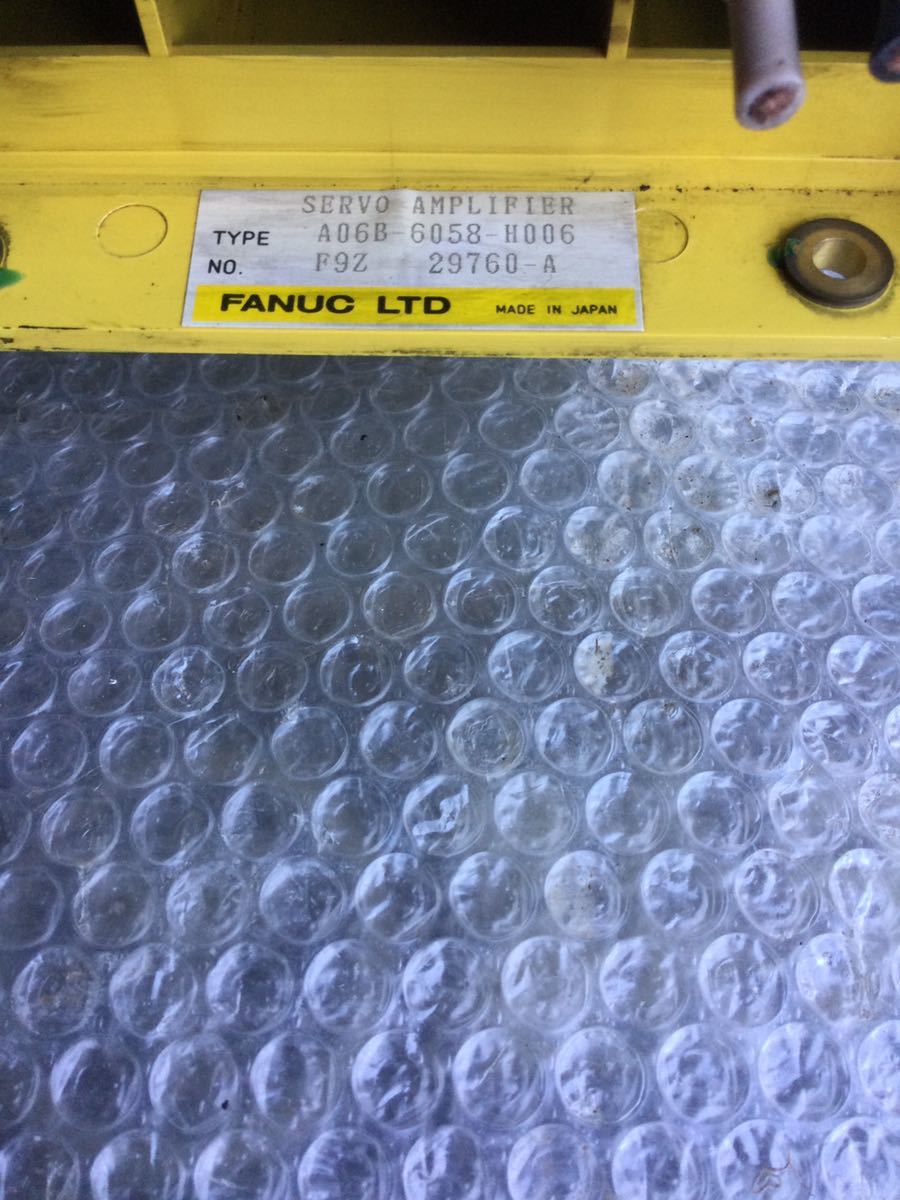 SERVO AMPLIFIER
TYPE A06B-6058-H006
NO. F9Z 29760-A
FANUC LTD MADE IN JAPAN